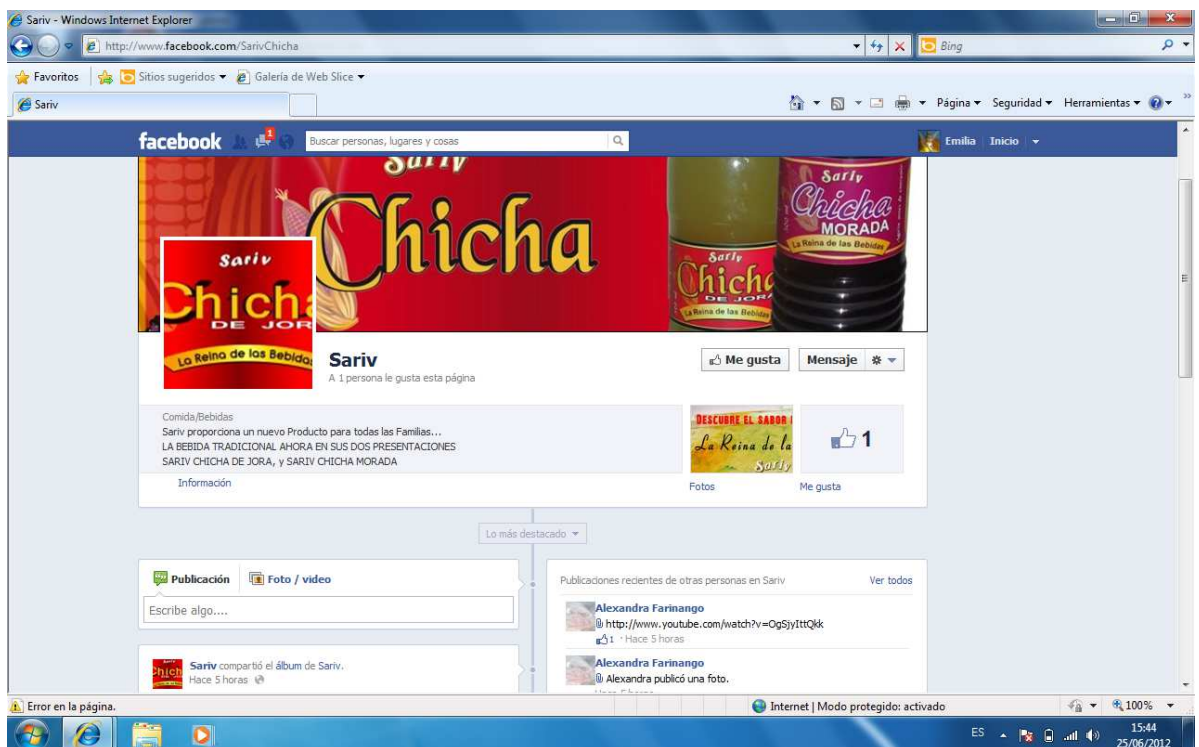 Sariv - Windows Internet Explorer
http://www.facebook.com/SarivChicha
Bing
Favoritos
Sitios sugeridos
Galería de Web Slice
Sariv
Página
Seguridad
Herramientas
facebook
1
Buscar personas, lugares y cosas
Emilia
Inicio
Sariv
Chicha
Sariv
Chicha
MORADA
La Reina de las Bebidas
Sariv
Chicha
DE JORA
La Reina de las Bebidas
Sariv
Chicha
DE JOR
La Reina de las Bebidas
Sariv
A 1 persona le gusta esta página
Me gusta
Mensaje
Comida/Bebidas
Sariv proporciona un nuevo Producto para todas las Familias...
LA BEBIDA TRADICIONAL AHORA EN SUS DOS PRESENTACIONES
SARIV CHICHA DE JORA, y SARIV CHICHA MORADA
Información
DESCUBRE EL SABOR
La Reina de la
Sariv
Fotos
1
Me gusta
Lo más destacado
Publicación
Foto / video
Escribe algo....
Sariv compartió el álbum de Sariv.
Hace 5 horas
Publicaciones recientes de otras personas en Sariv
Ver todos
Alexandra Farinango
http://www.youtube.com/watch?v=OgSjyIttQkk
1 · Hace 5 horas
Alexandra Farinango
Alexandra publicó una foto.
Error en la página.
Internet | Modo protegido: activado
100%
ES
15:44
25/06/2012